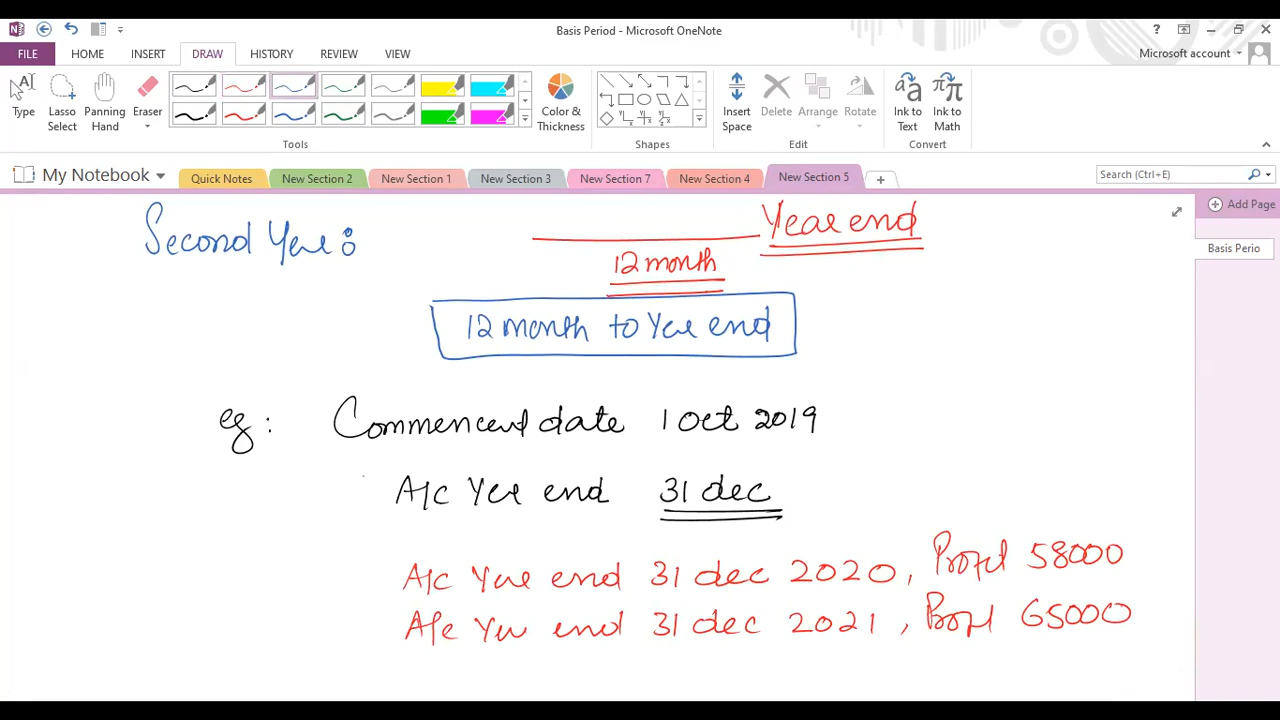 Basis Period - Microsoft OneNote
FILE HOME INSERT DRAW HISTORY REVIEW VIEW
Microsoft account
Type Lasso Select Panning Hand Eraser Color & Thickness Insert Space Delete Arrange Rotate Ink to Text Ink to Math
Tools Shapes Edit Convert
My Notebook Quick Notes New Section 2 New Section 1 New Section 3 New Section 7 New Section 4 New Section 5 Search (Ctrl+E)
Add Page
Basis Perio
Second Year:
Year end
12 month
12 month to Year end
eg: Commencent date 1 Oct 2019
A/c Year end 31 dec
A/c Year end 31 dec 2020, Profit 58000
A/c Year end 31 dec 2021, Profit 65000